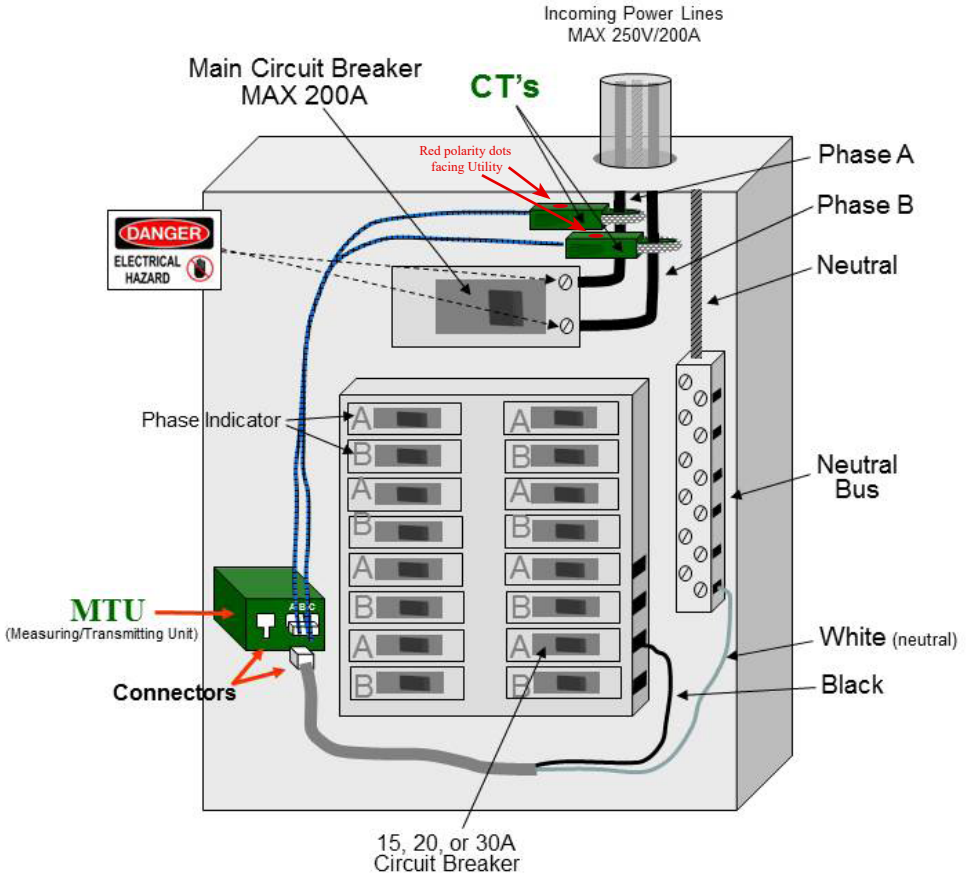 Incoming Power Lines
MAX 250V/200A
Main Circuit Breaker
MAX 200A
CT's
Red polarity dots
facing Utility
Phase A
Phase B
Neutral
DANGER
ELECTRICAL
HAZARD
Phase Indicator
A
A
B
B
A
A
B
B
A
A
B
B
A
A
B
B
Neutral
Bus
A B C
MTU
(Measuring/Transmitting Unit)
Connectors
White (neutral)
Black
15, 20, or 30A
Circuit Breaker